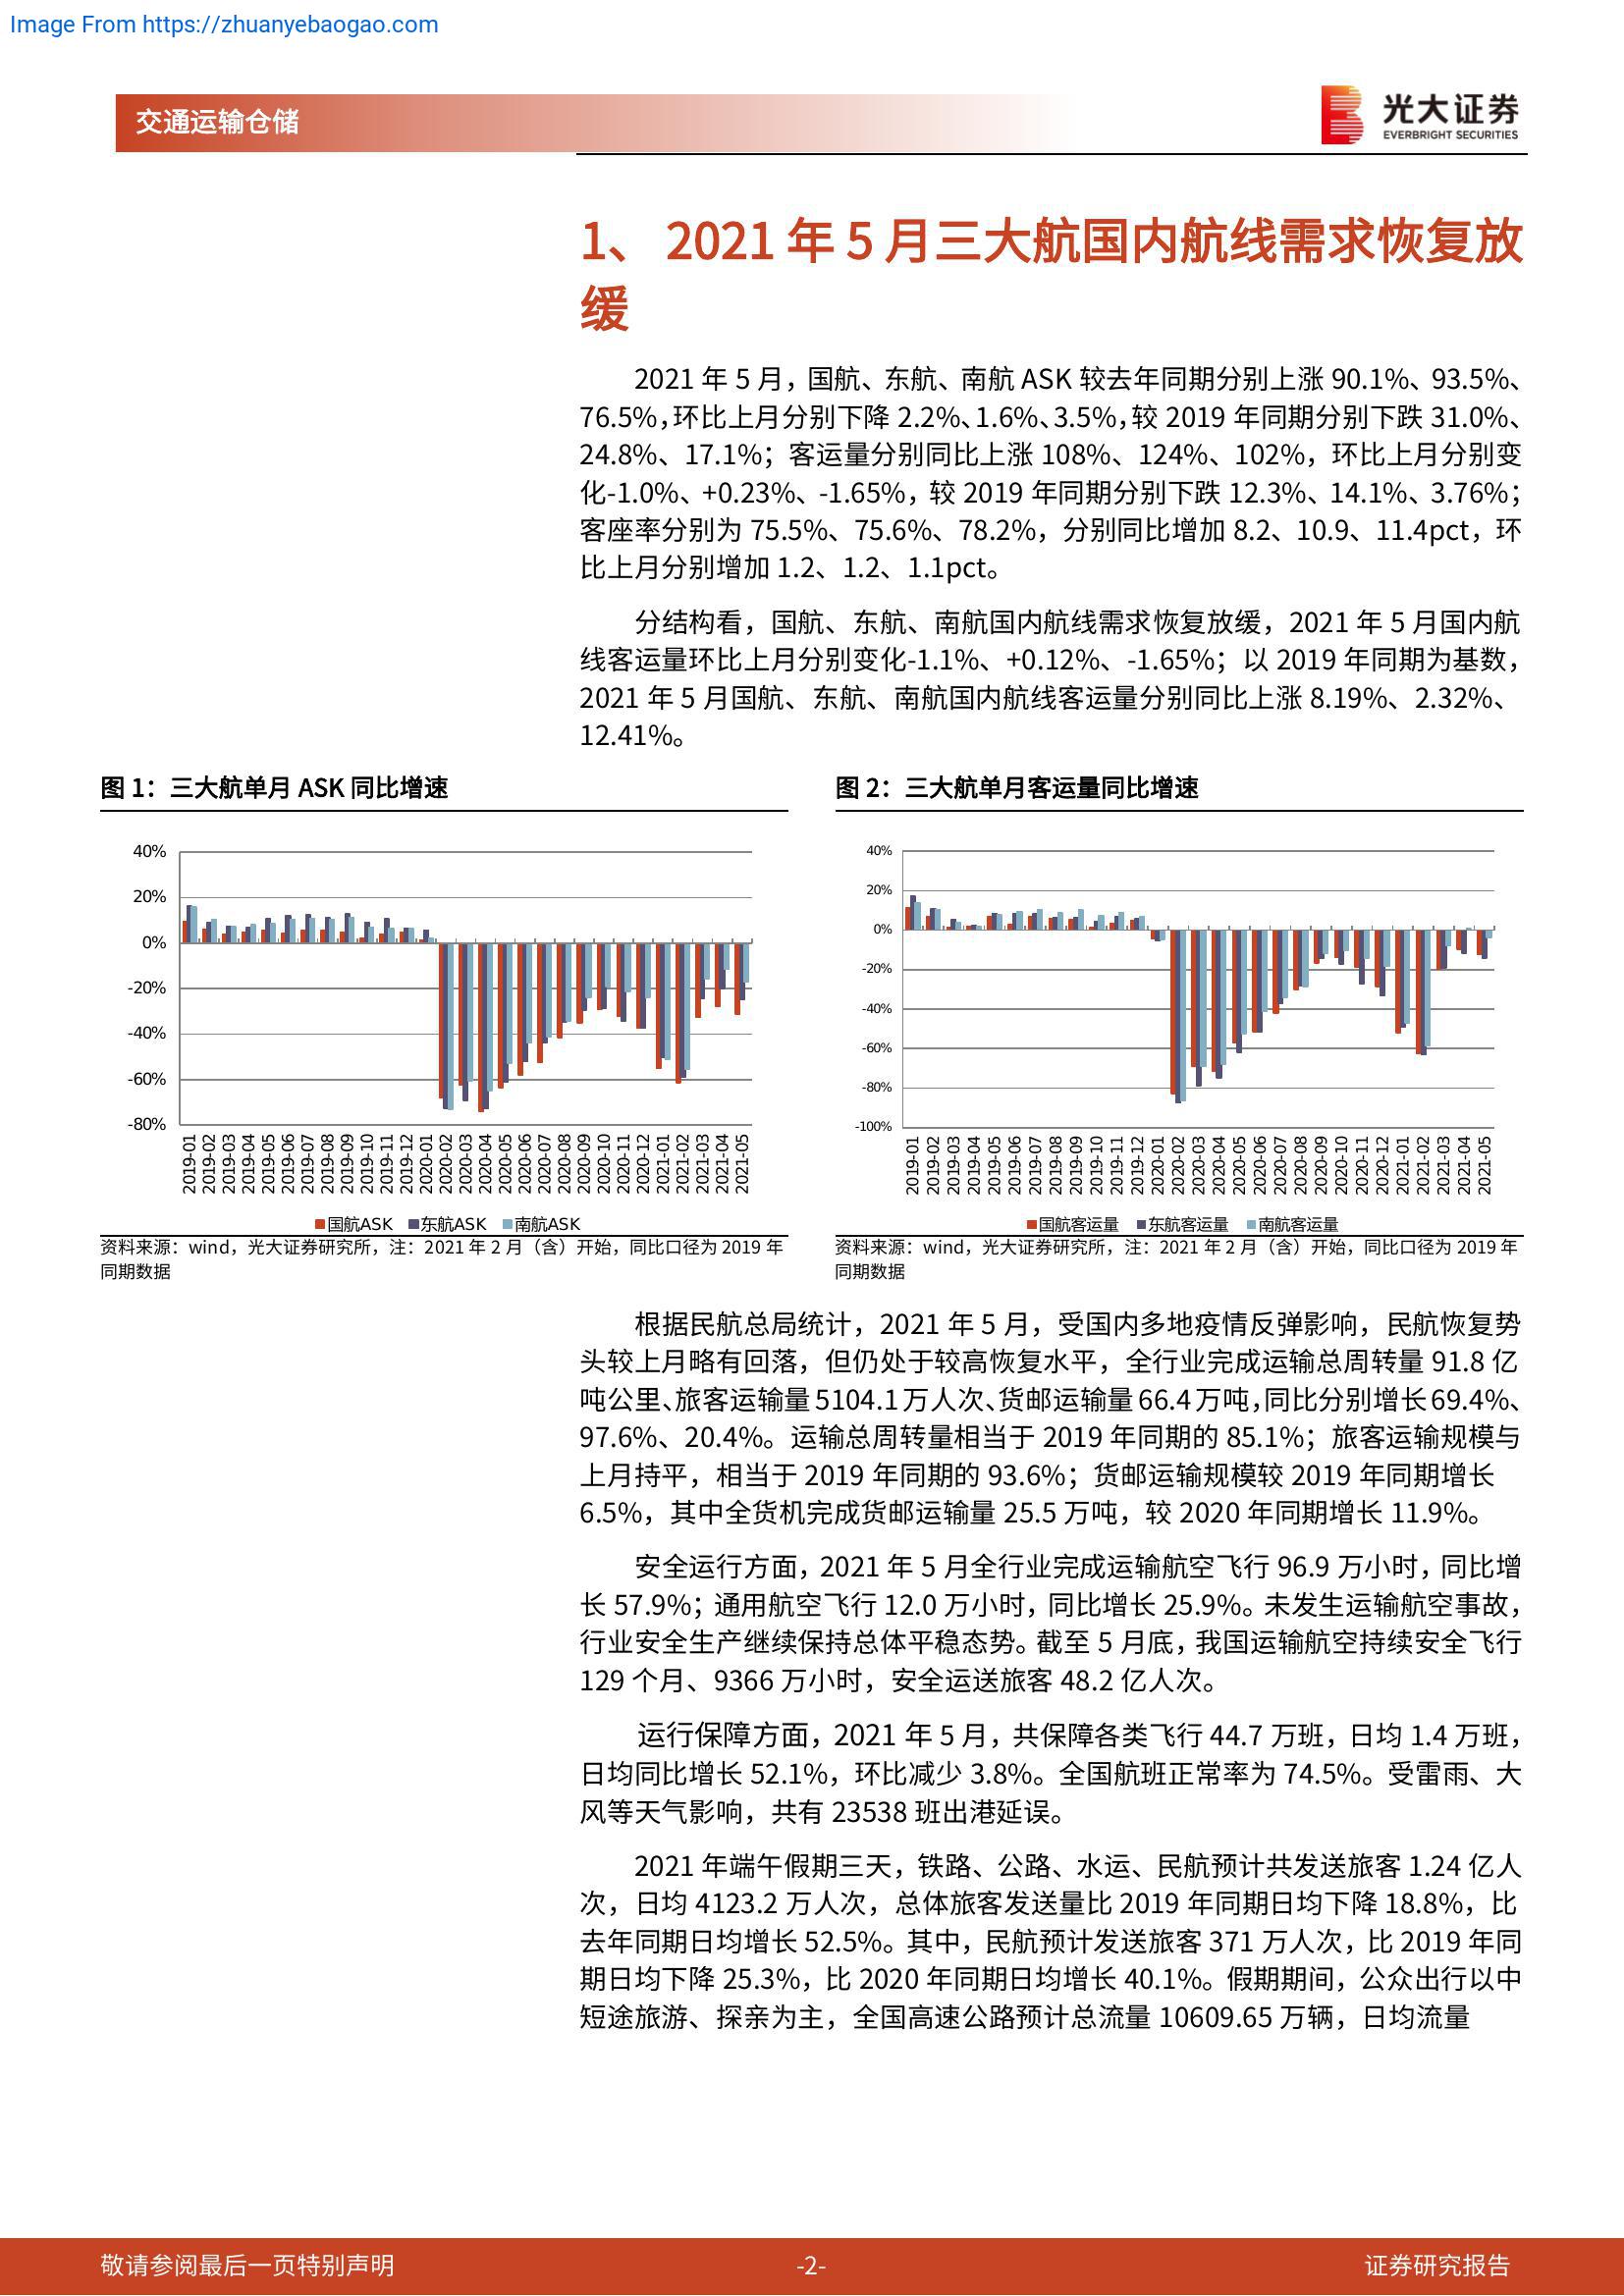 Image From https://zhuanyebaogao.com
交通运输仓储
光大证券
EVERBRIGHT SECURITIES
1、 2021 年 5 月三大航国内航线需求恢复放
缓
2021 年 5 月，国航、东航、南航 ASK 较去年同期分别上涨 90.1%、93.5%、
76.5%，环比上月分别下降 2.2%、1.6%、3.5%，较 2019 年同期分别下跌 31.0%、
24.8%、17.1%；客运量分别同比上涨 108%、124%、102%，环比上月分别变
化-1.0%、+0.23%、-1.65%，较 2019 年同期分别下跌 12.3%、14.1%、3.76%；
客座率分别为 75.5%、75.6%、78.2%，分别同比增加 8.2、10.9、11.4pct，环
比上月分别增加 1.2、1.2、1.1pct。
分结构看，国航、东航、南航国内航线需求恢复放缓，2021 年 5 月国内航
线客运量环比上月分别变化-1.1%、+0.12%、-1.65%；以 2019 年同期为基数，
2021 年 5 月国航、东航、南航国内航线客运量分别同比上涨 8.19%、2.32%、
12.41%。
图 1：三大航单月 ASK 同比增速
40%
20%
0%
-20%
-40%
-60%
-80%
2019-01 2019-02 2019-03 2019-04 2019-05 2019-06 2019-07 2019-08 2019-09 2019-10 2019-11 2019-12 2020-01 2020-02 2020-03 2020-04 2020-05 2020-06 2020-07 2020-08 2020-09 2020-10 2020-11 2020-12 2021-01 2021-02 2021-03 2021-04 2021-05
国航ASK 东航ASK 南航ASK
资料来源：wind，光大证券研究所，注：2021 年 2 月（含）开始，同比口径为 2019 年
同期数据
图 2：三大航单月客运量同比增速
40%
20%
0%
-20%
-40%
-60%
-80%
-100%
2019-01 2019-02 2019-03 2019-04 2019-05 2019-06 2019-07 2019-08 2019-09 2019-10 2019-11 2019-12 2020-01 2020-02 2020-03 2020-04 2020-05 2020-06 2020-07 2020-08 2020-09 2020-10 2020-11 2020-12 2021-01 2021-02 2021-03 2021-04 2021-05
国航客运量 东航客运量 南航客运量
资料来源：wind，光大证券研究所，注：2021 年 2 月（含）开始，同比口径为 2019 年
同期数据
根据民航总局统计，2021 年 5 月，受国内多地疫情反弹影响，民航恢复势
头较上月略有回落，但仍处于较高恢复水平，全行业完成运输总周转量 91.8 亿
吨公里、旅客运输量 5104.1 万人次、货邮运输量 66.4 万吨，同比分别增长 69.4%、
97.6%、20.4%。运输总周转量相当于 2019 年同期的 85.1%；旅客运输规模与
上月持平，相当于 2019 年同期的 93.6%；货邮运输规模较 2019 年同期增长
6.5%，其中全货机完成货邮运输量 25.5 万吨，较 2020 年同期增长 11.9%。
安全运行方面，2021 年 5 月全行业完成运输航空飞行 96.9 万小时，同比增
长 57.9%；通用航空飞行 12.0 万小时，同比增长 25.9%。未发生运输航空事故，
行业安全生产继续保持总体平稳态势。截至 5 月底，我国运输航空持续安全飞行
129 个月、9366 万小时，安全运送旅客 48.2 亿人次。
运行保障方面，2021 年 5 月，共保障各类飞行 44.7 万班，日均 1.4 万班，
日均同比增长 52.1%，环比减少 3.8%。全国航班正常率为 74.5%。受雷雨、大
风等天气影响，共有 23538 班出港延误。
2021 年端午假期三天，铁路、公路、水运、民航预计共发送旅客 1.24 亿人
次，日均 4123.2 万人次，总体旅客发送量比 2019 年同期日均下降 18.8%，比
去年同期日均增长 52.5%。其中，民航预计发送旅客 371 万人次，比 2019 年同
期日均下降 25.3%，比 2020 年同期日均增长 40.1%。假期期间，公众出行以中
短途旅游、探亲为主，全国高速公路预计总流量 10609.65 万辆，日均流量
敬请参阅最后一页特别声明
-2-
证券研究报告